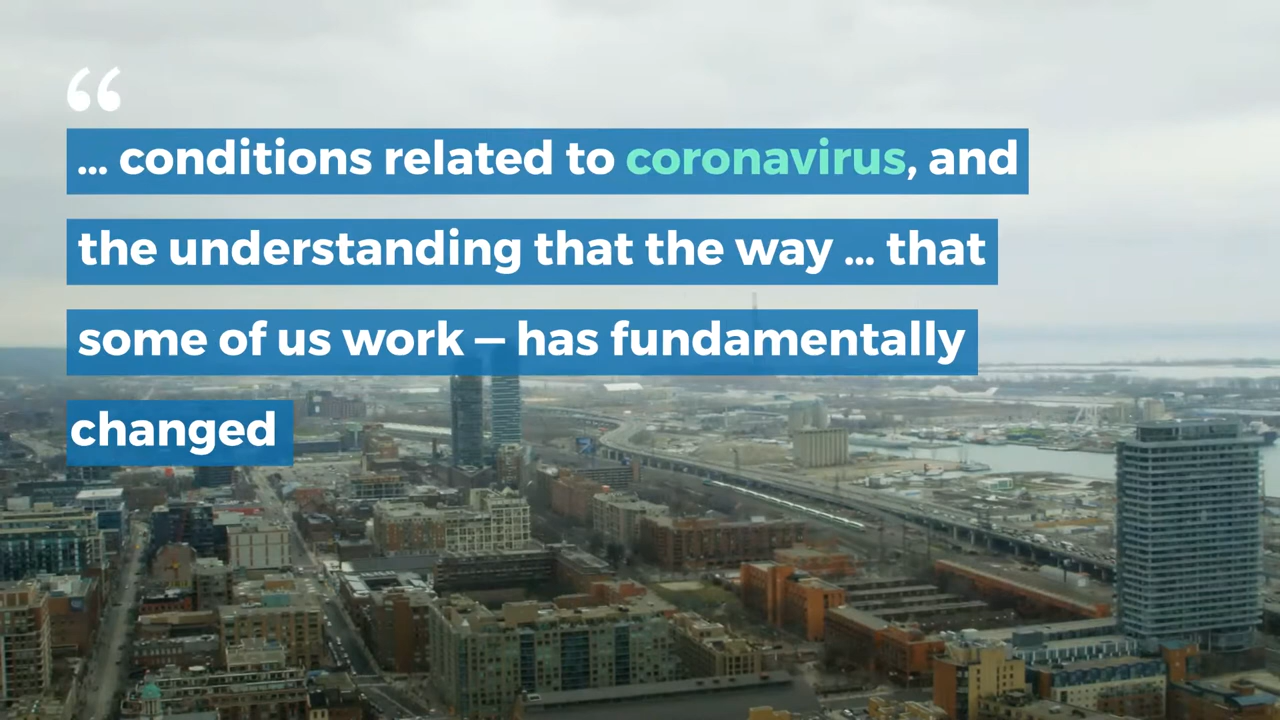 “
... conditions related to coronavirus, and
the understanding that the way ... that
some of us work — has fundamentally
changed